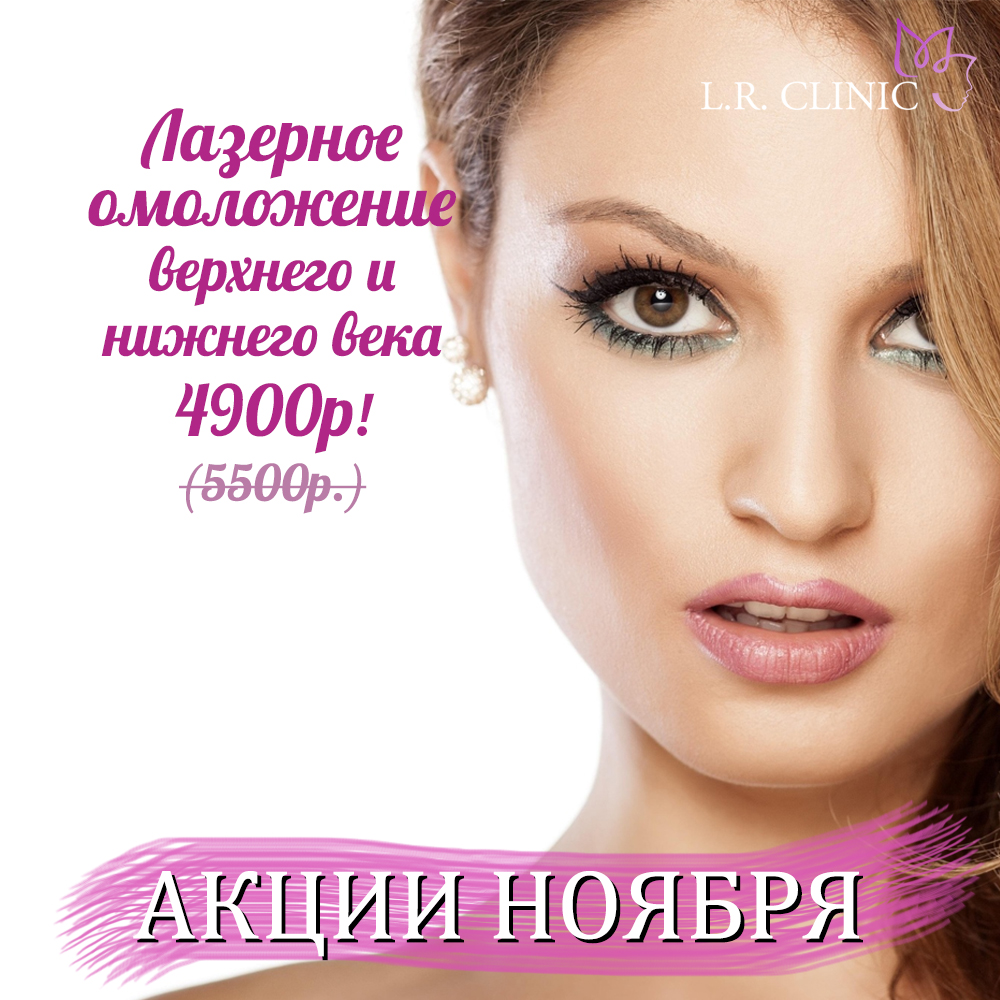 L.R. CLINIC
Лазерное
омоложение
верхнего и
нижнего века
4900р!
(5500р.)
АКЦИИ НОЯБРЯ